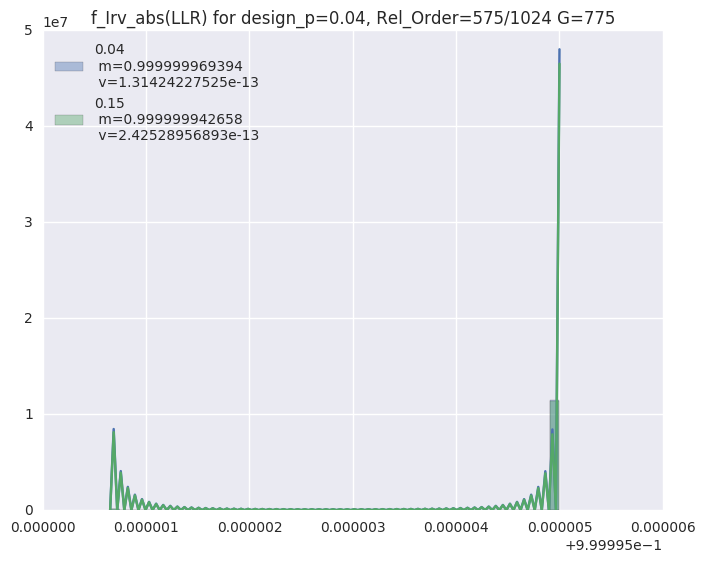 f_Irv_abs(LLR) for design_p=0.04, Rel_Order=575/1024 G=775
1e7
5
4
3
2
1
0
0.04
m=0.999999969394
v=1.31424227525e-13
0.15
m=0.999999942658
v=2.42528956893e-13
0.000000 0.000001 0.000002 0.000003 0.000004 0.000005 0.000006
+9.99995e−1